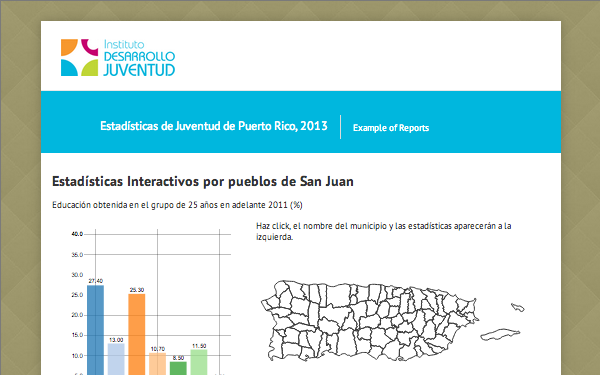 Instituto
DESARROLLO
JUVENTUD
Estadísticas de Juventud de Puerto Rico, 2013
Example of Reports
Estadísticas Interactivos por pueblos de San Juan
Educación obtenida en el grupo de 25 años en adelante 2011 (%)
Haz click, el nombre del municipio y las estadísticas aparecerán a la
izquierda.
40.0
35.0
30.0
25.0
20.0
15.0
10.0
5.0
27.40
13.00
25.30
10.70
8.50
11.50